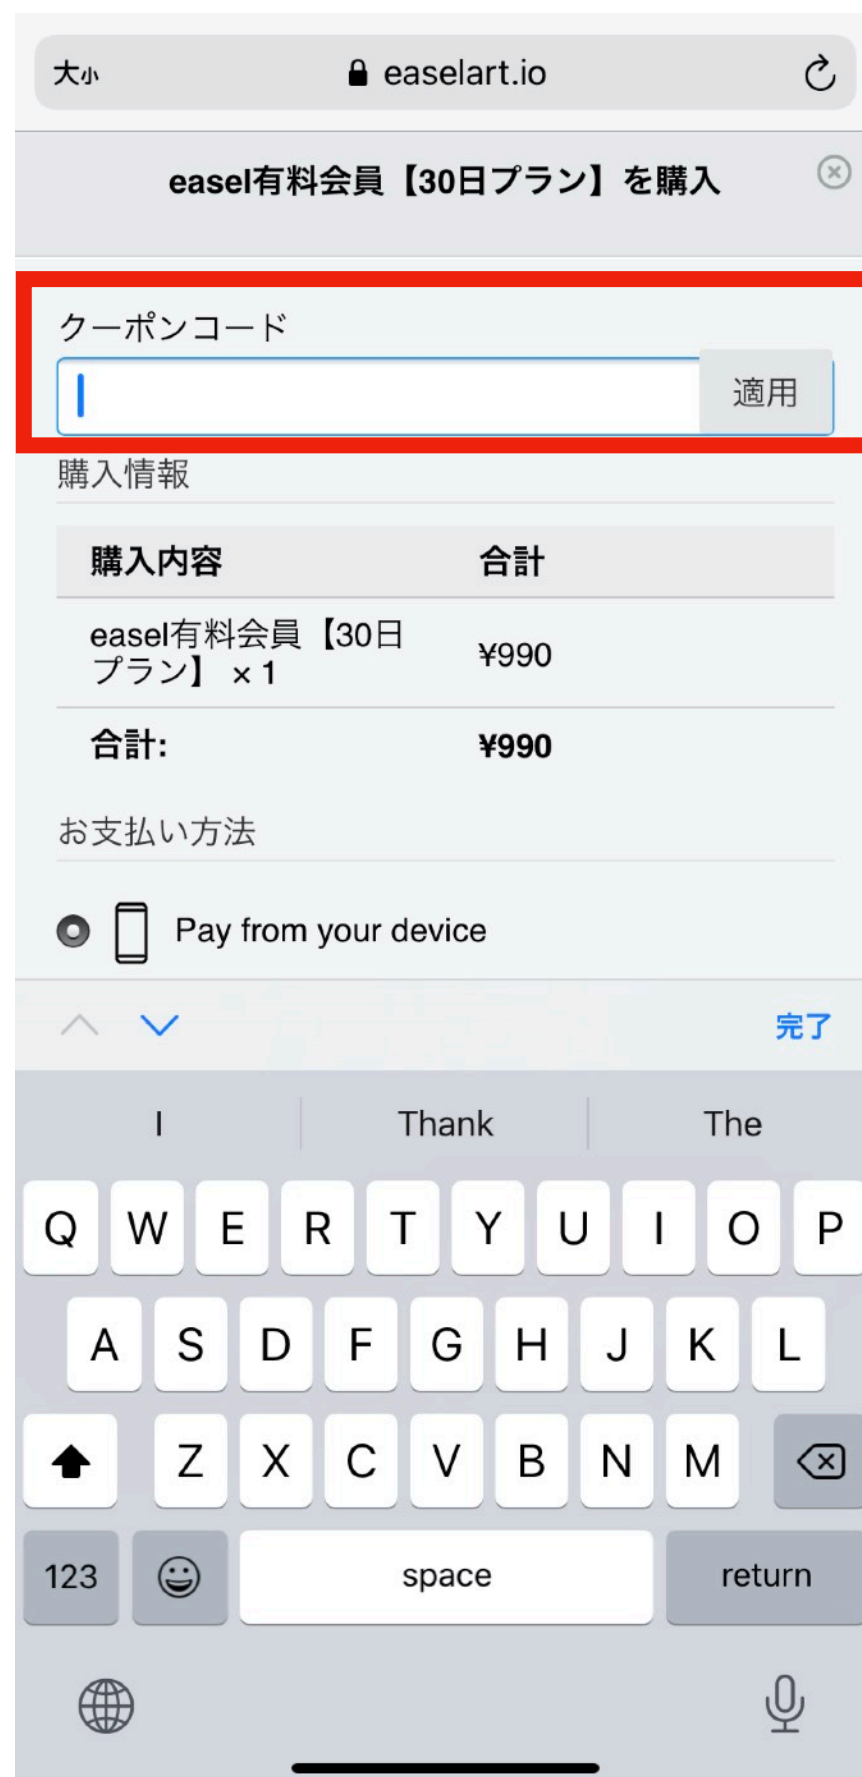 大小 easelart.io
easel有料会員【30日プラン】を購入
クーポンコード
適用
購入情報
購入内容 合計
easel有料会員【30日
プラン】 × 1
¥990
合計: ¥990
お支払い方法
Pay from your device
完了
I Thank The
Q W E R T Y U I O P
A S D F G H J K L
Z X C V B N M
123 space return